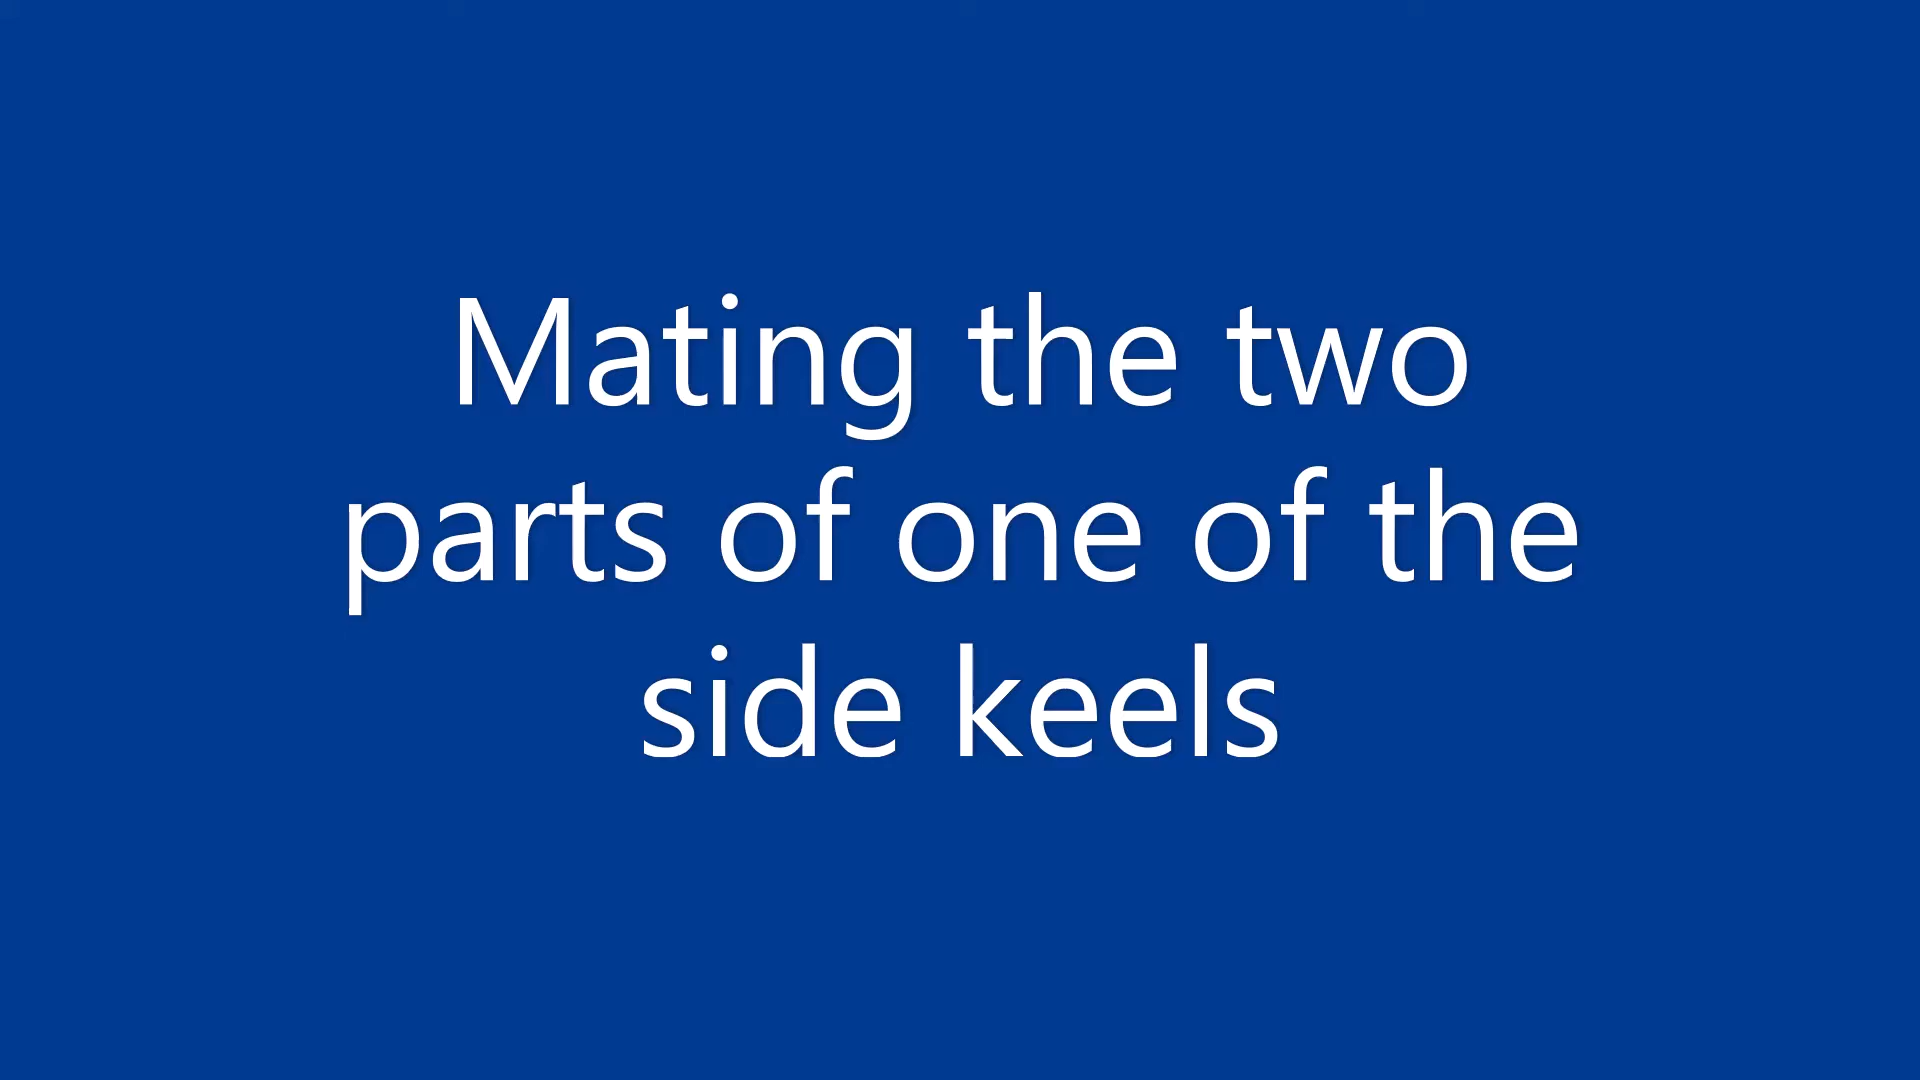 Mating the two
parts of one of the
side keels